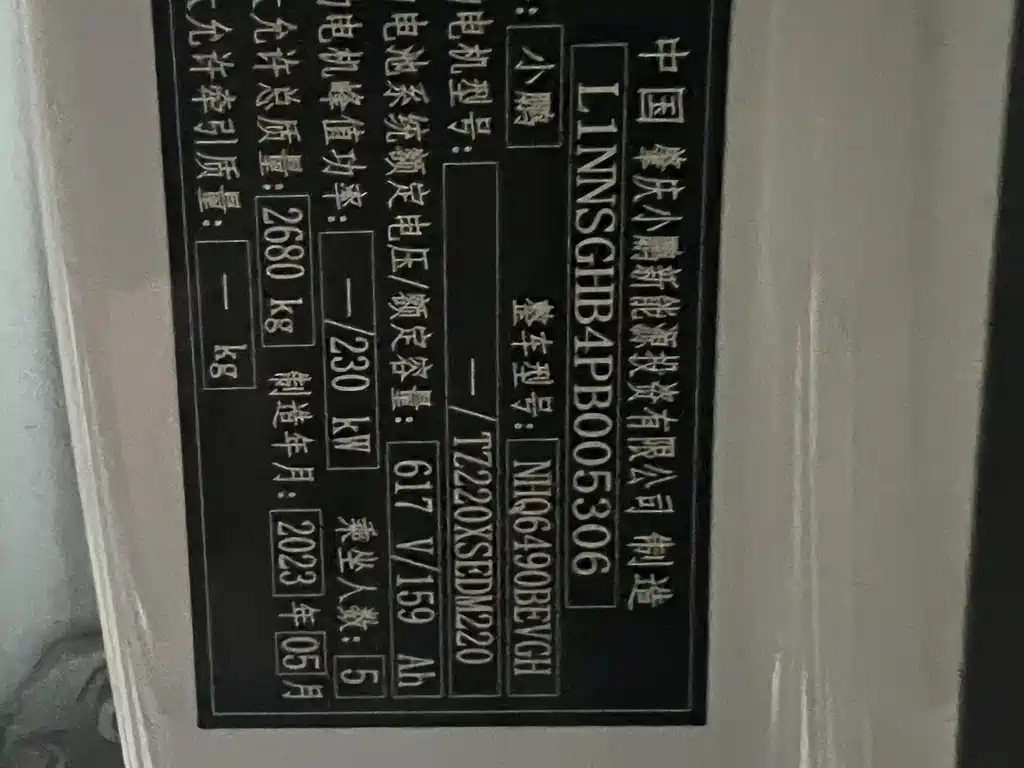 中国 肇庆小鹏新能源投资有限公司 制造
L1NNSGHB4PB005306
: 小鹏 整车型号: NHQ6490BEVGH
电机型号: —/TZ220XSEDM220
电池系统额定电压/额定容量: 617 V/159 Ah
电机峰值功率: —/230 kW 乘坐人数: 5
允许总质量: 2680 kg 制造年月: 2023 年 05 月
允许牵引质量: — kg